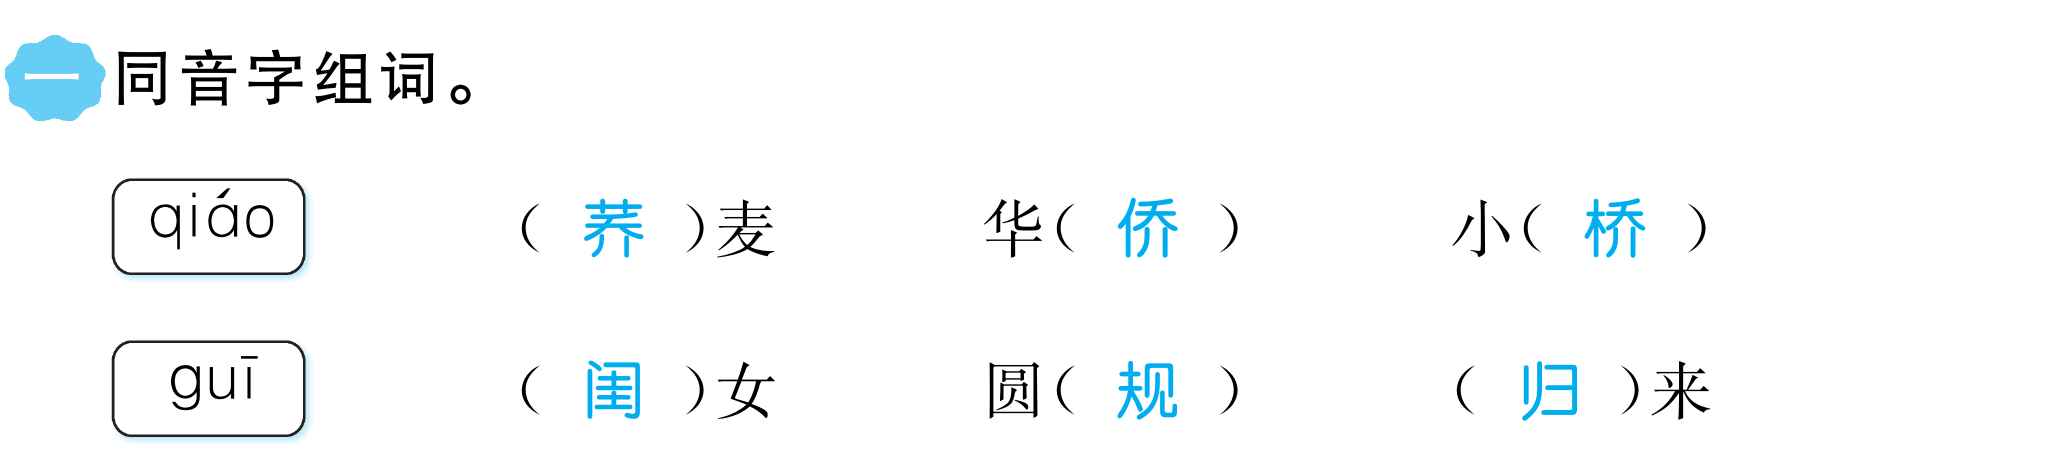 一 同音字组词。
qiáo （ 荞 ）麦 华（ 侨 ） 小（ 桥 ）
guī （ 闺 ）女 圆（ 规 ） （ 归 ）来